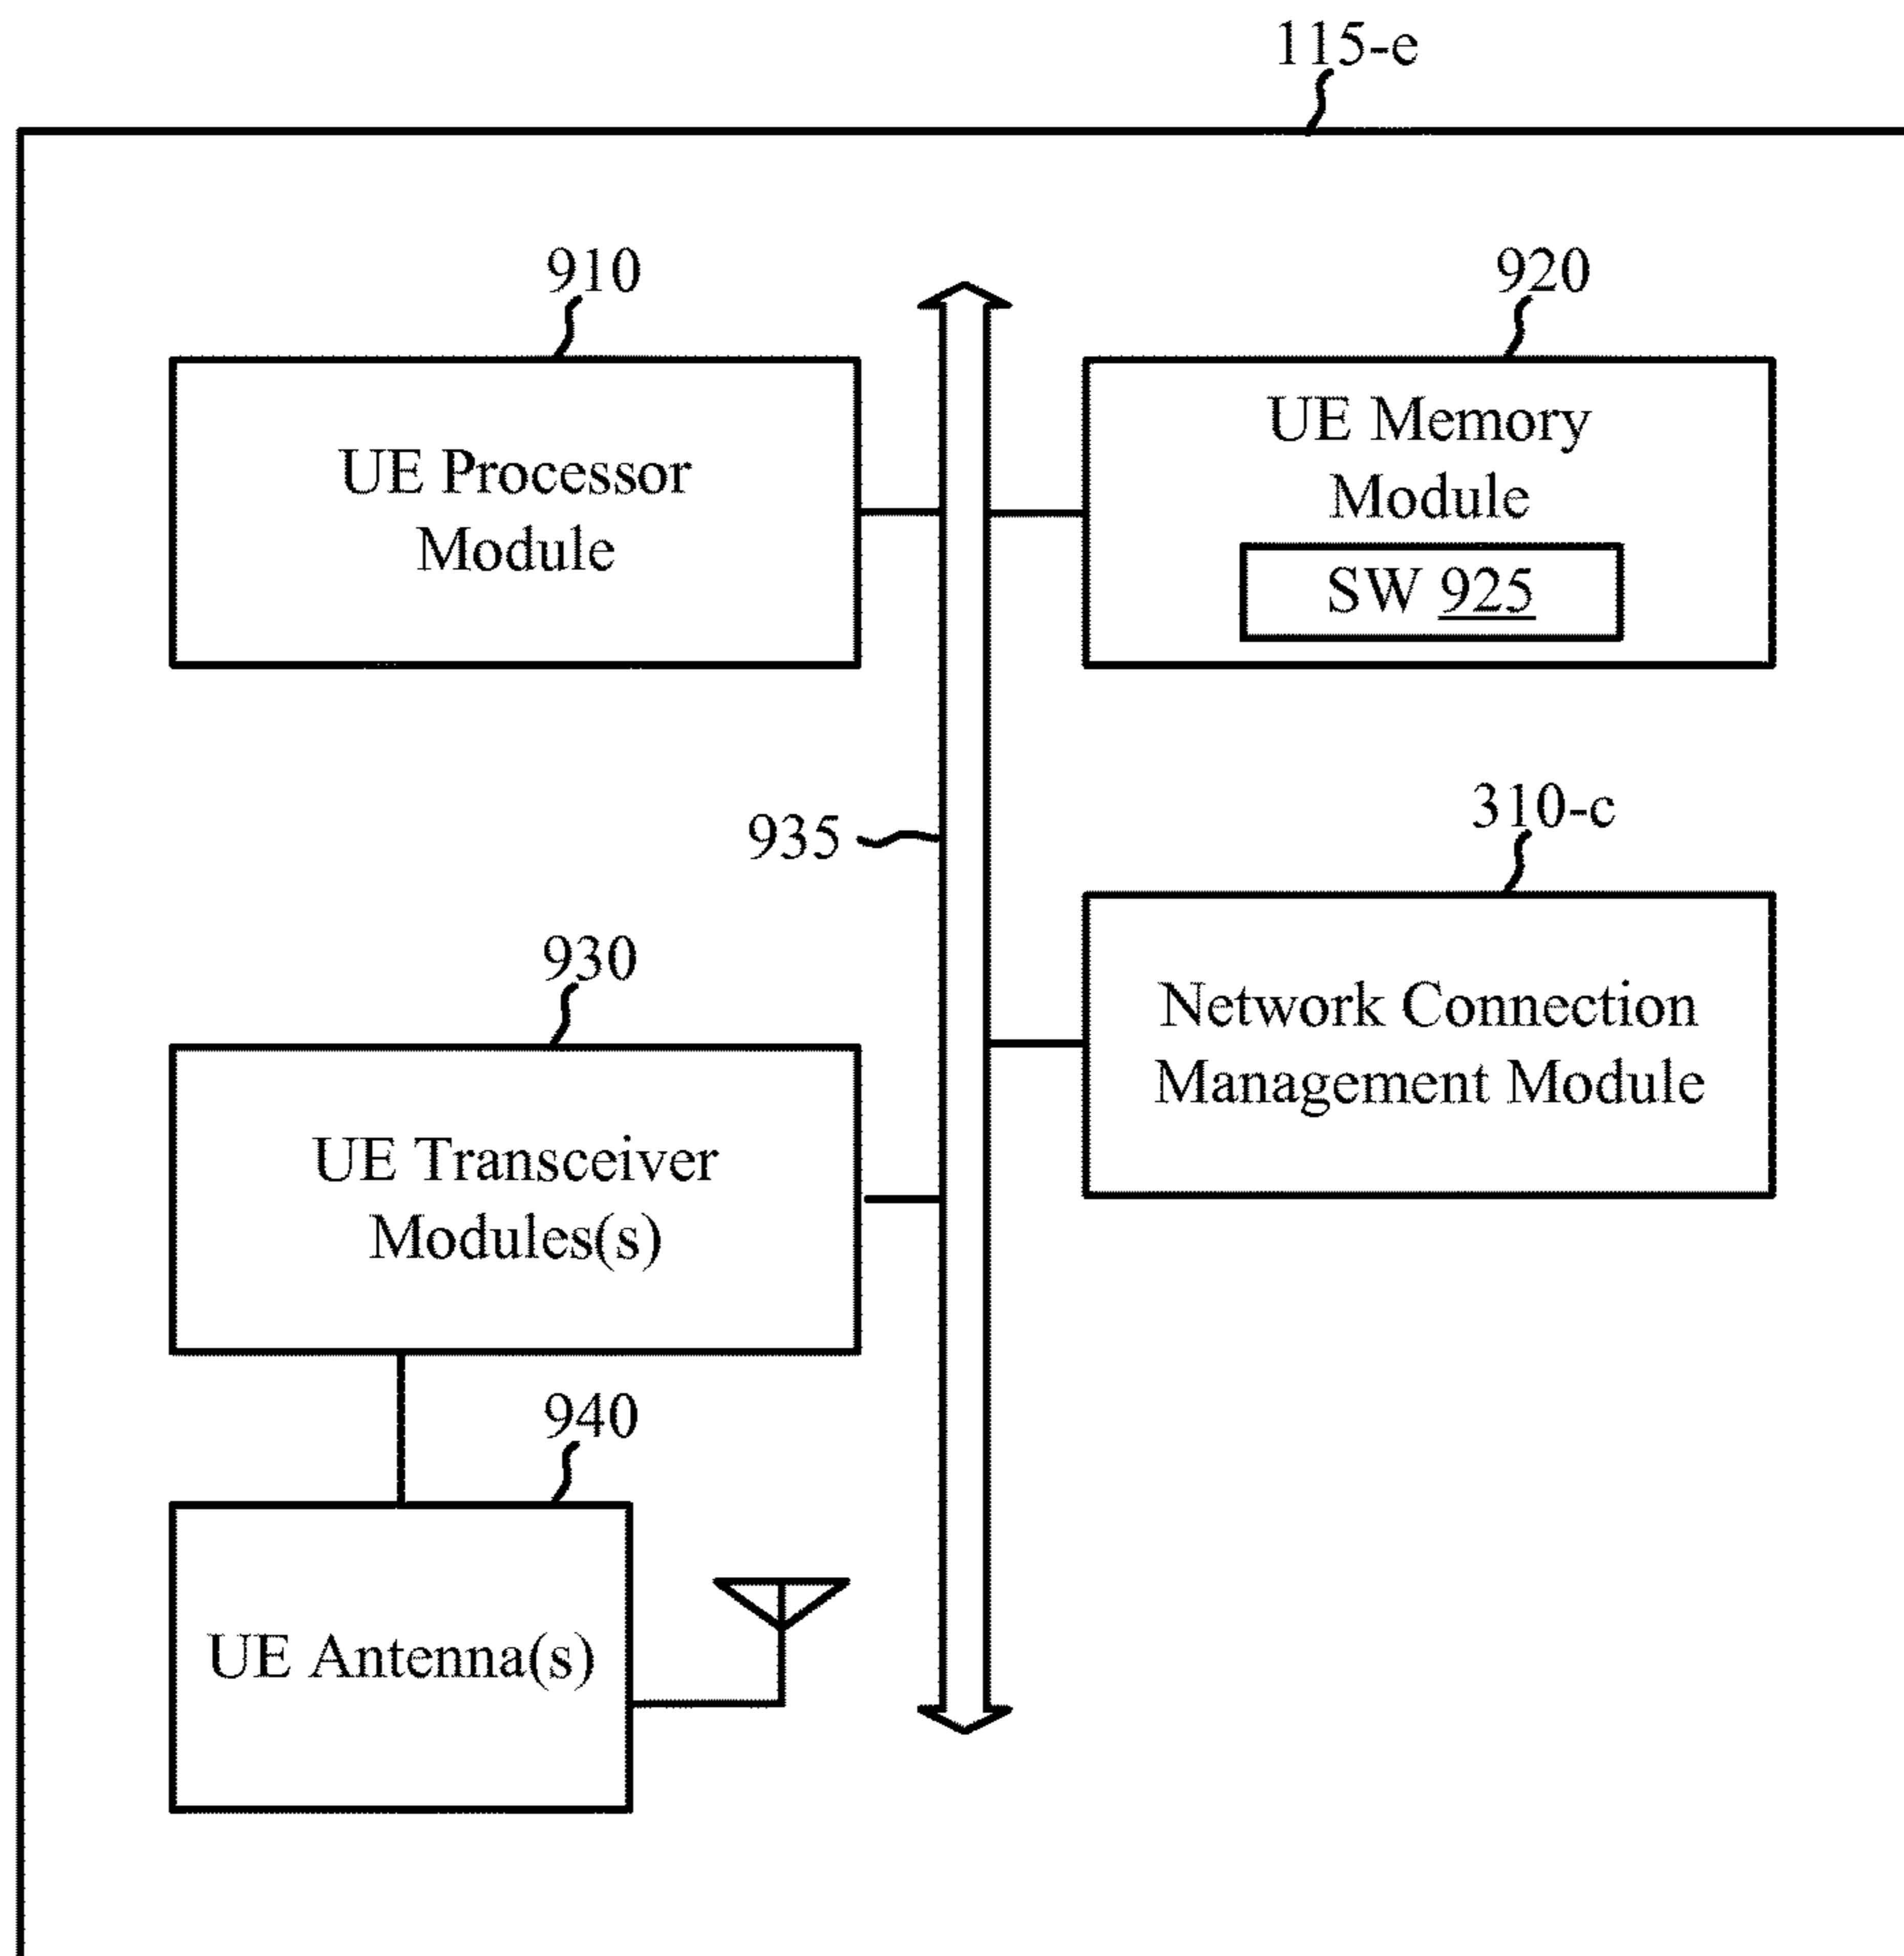 115-e
910
920
UE Processor
Module
UE Memory
Module
SW 925
935
310-c
930
Network Connection
Management Module
UE Transceiver
Modules(s)
940
UE Antenna(s)